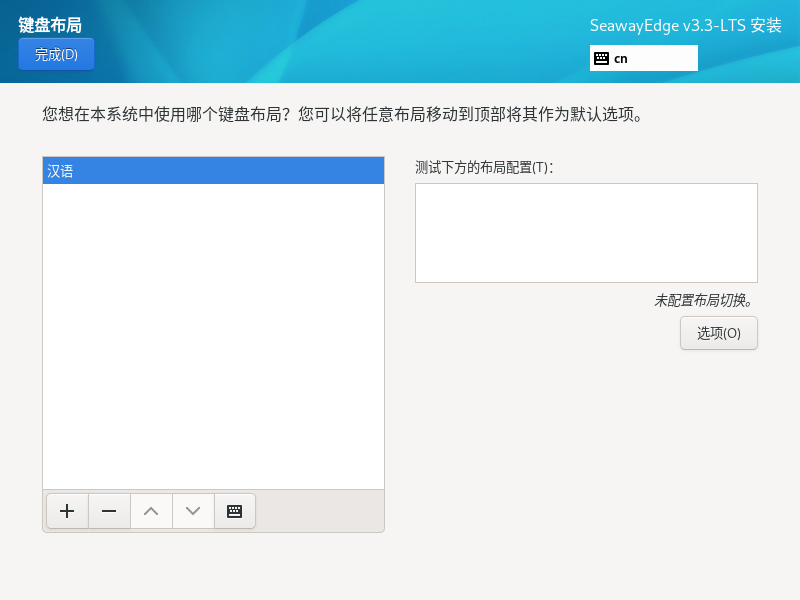 键盘布局
完成(D)
SeawayEdge v3.3-LTS 安装
cn
您想在本系统中使用哪个键盘布局？您可以将任意布局移动到顶部将其作为默认选项。
汉语
测试下方的布局配置(T)：
未配置布局切换。
选项(O)